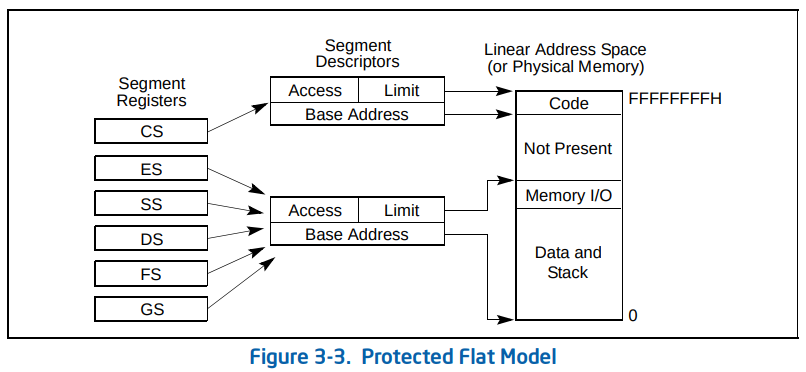 Segment
Registers
CS
ES
SS
DS
FS
GS
Segment
Descriptors
Access Limit
Base Address
Access Limit
Base Address
Linear Address Space
(or Physical Memory)
Code
FFFFFFFFH
Not Present
Memory I/O
Data and
Stack
0
Figure 3-3. Protected Flat Model